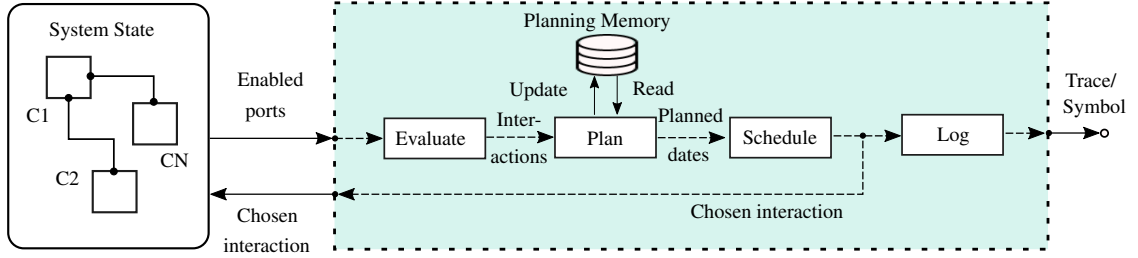 System State
C1
CN
C2
Enabled
ports
Chosen
interaction
Planning Memory
Update
Read
Evaluate
Inter-
actions
Plan
Planned
dates
Schedule
Log
Chosen interaction
Trace/
Symbol